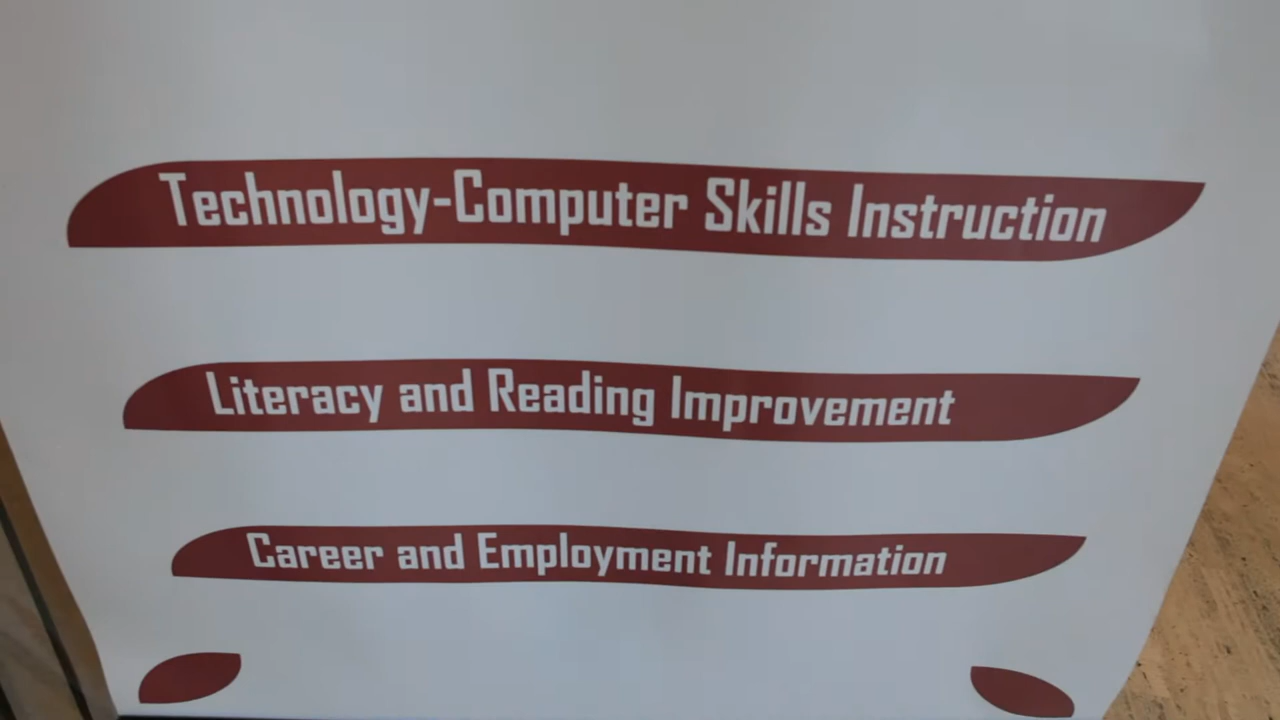 Technology-Computer Skills Instruction
Literacy and Reading Improvement
Career and Employment Information